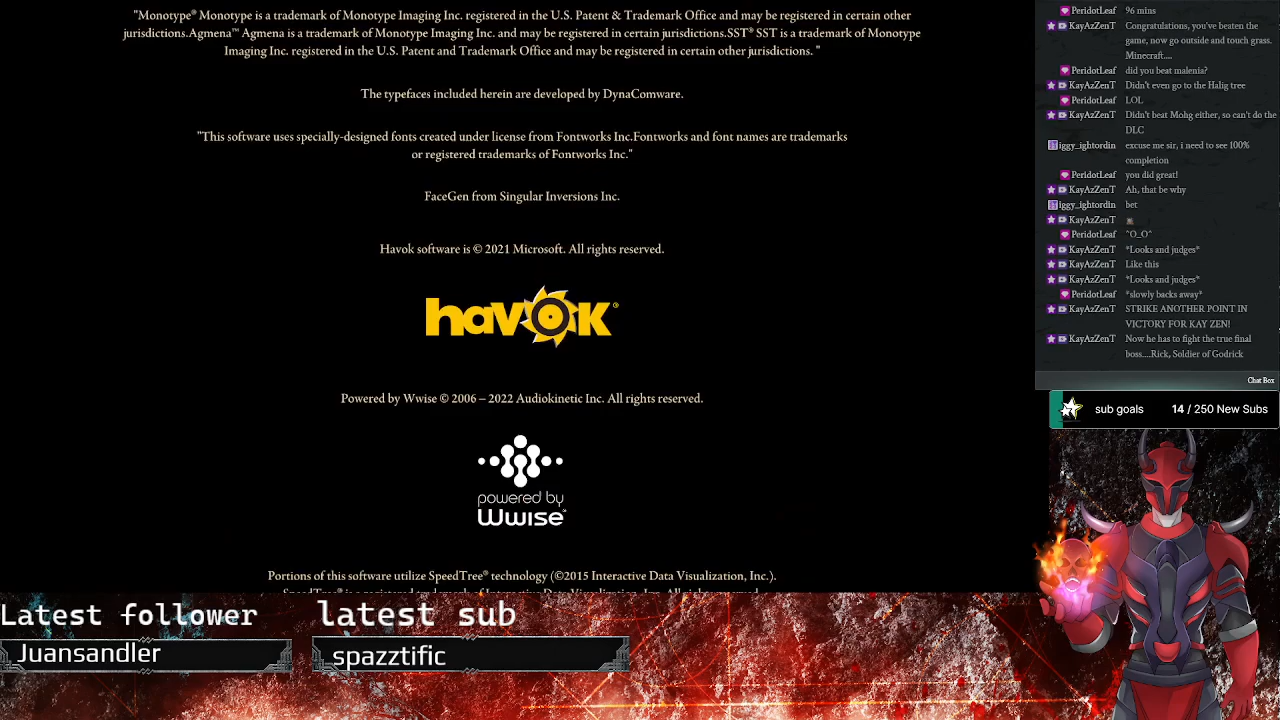 "Monotype® Monotype is a trademark of Monotype Imaging Inc. registered in the U.S. Patent & Trademark Office and may be registered in certain other
jurisdictions.Agmena™ Agmena is a trademark of Monotype Imaging Inc. and may be registered in certain jurisdictions.SST® SST is a trademark of Monotype
Imaging Inc. registered in the U.S. Patent and Trademark Office and may be registered in certain other jurisdictions. "
The typefaces included herein are developed by DynaComware.
"This software uses specially-designed fonts created under license from Fontworks Inc.Fontworks and font names are trademarks
or registered trademarks of Fontworks Inc."
FaceGen from Singular Inversions Inc.
Havok software is © 2021 Microsoft. All rights reserved.
havok®
Powered by Wwise © 2006 – 2022 Audiokinetic Inc. All rights reserved.
powered by
Wwise™
Portions of this software utilize SpeedTree® technology (©2015 Interactive Data Visualization, Inc.).
Latest follower
Juansandler
latest sub
spazztific
PeridotLeaf 96 mins
KayAzZenT Congratulations, you've beaten the
game, now go outside and touch grass.
Minecraft....
PeridotLeaf did you beat malenia?
KayAzZenT Didn't even go to the Halig tree
PeridotLeaf LOL
KayAzZenT Didn't beat Mohg either, so can't do the
DLC
iggy_ightordin excuse me sir, i need to see 100%
completion
PeridotLeaf you did great!
KayAzZenT Ah, that be why
iggy_ightordin bet
KayAzZenT
PeridotLeaf ^O_O^
KayAzZenT *Looks and judges*
KayAzZenT Like this
KayAzZenT *Looks and judges*
PeridotLeaf *slowly backs away*
KayAzZenT STRIKE ANOTHER POINT IN
VICTORY FOR KAY ZEN!
KayAzZenT Now he has to fight the true final
boss....Rick, Soldier of Godrick
Chat Box
sub goals 14 / 250 New Subs